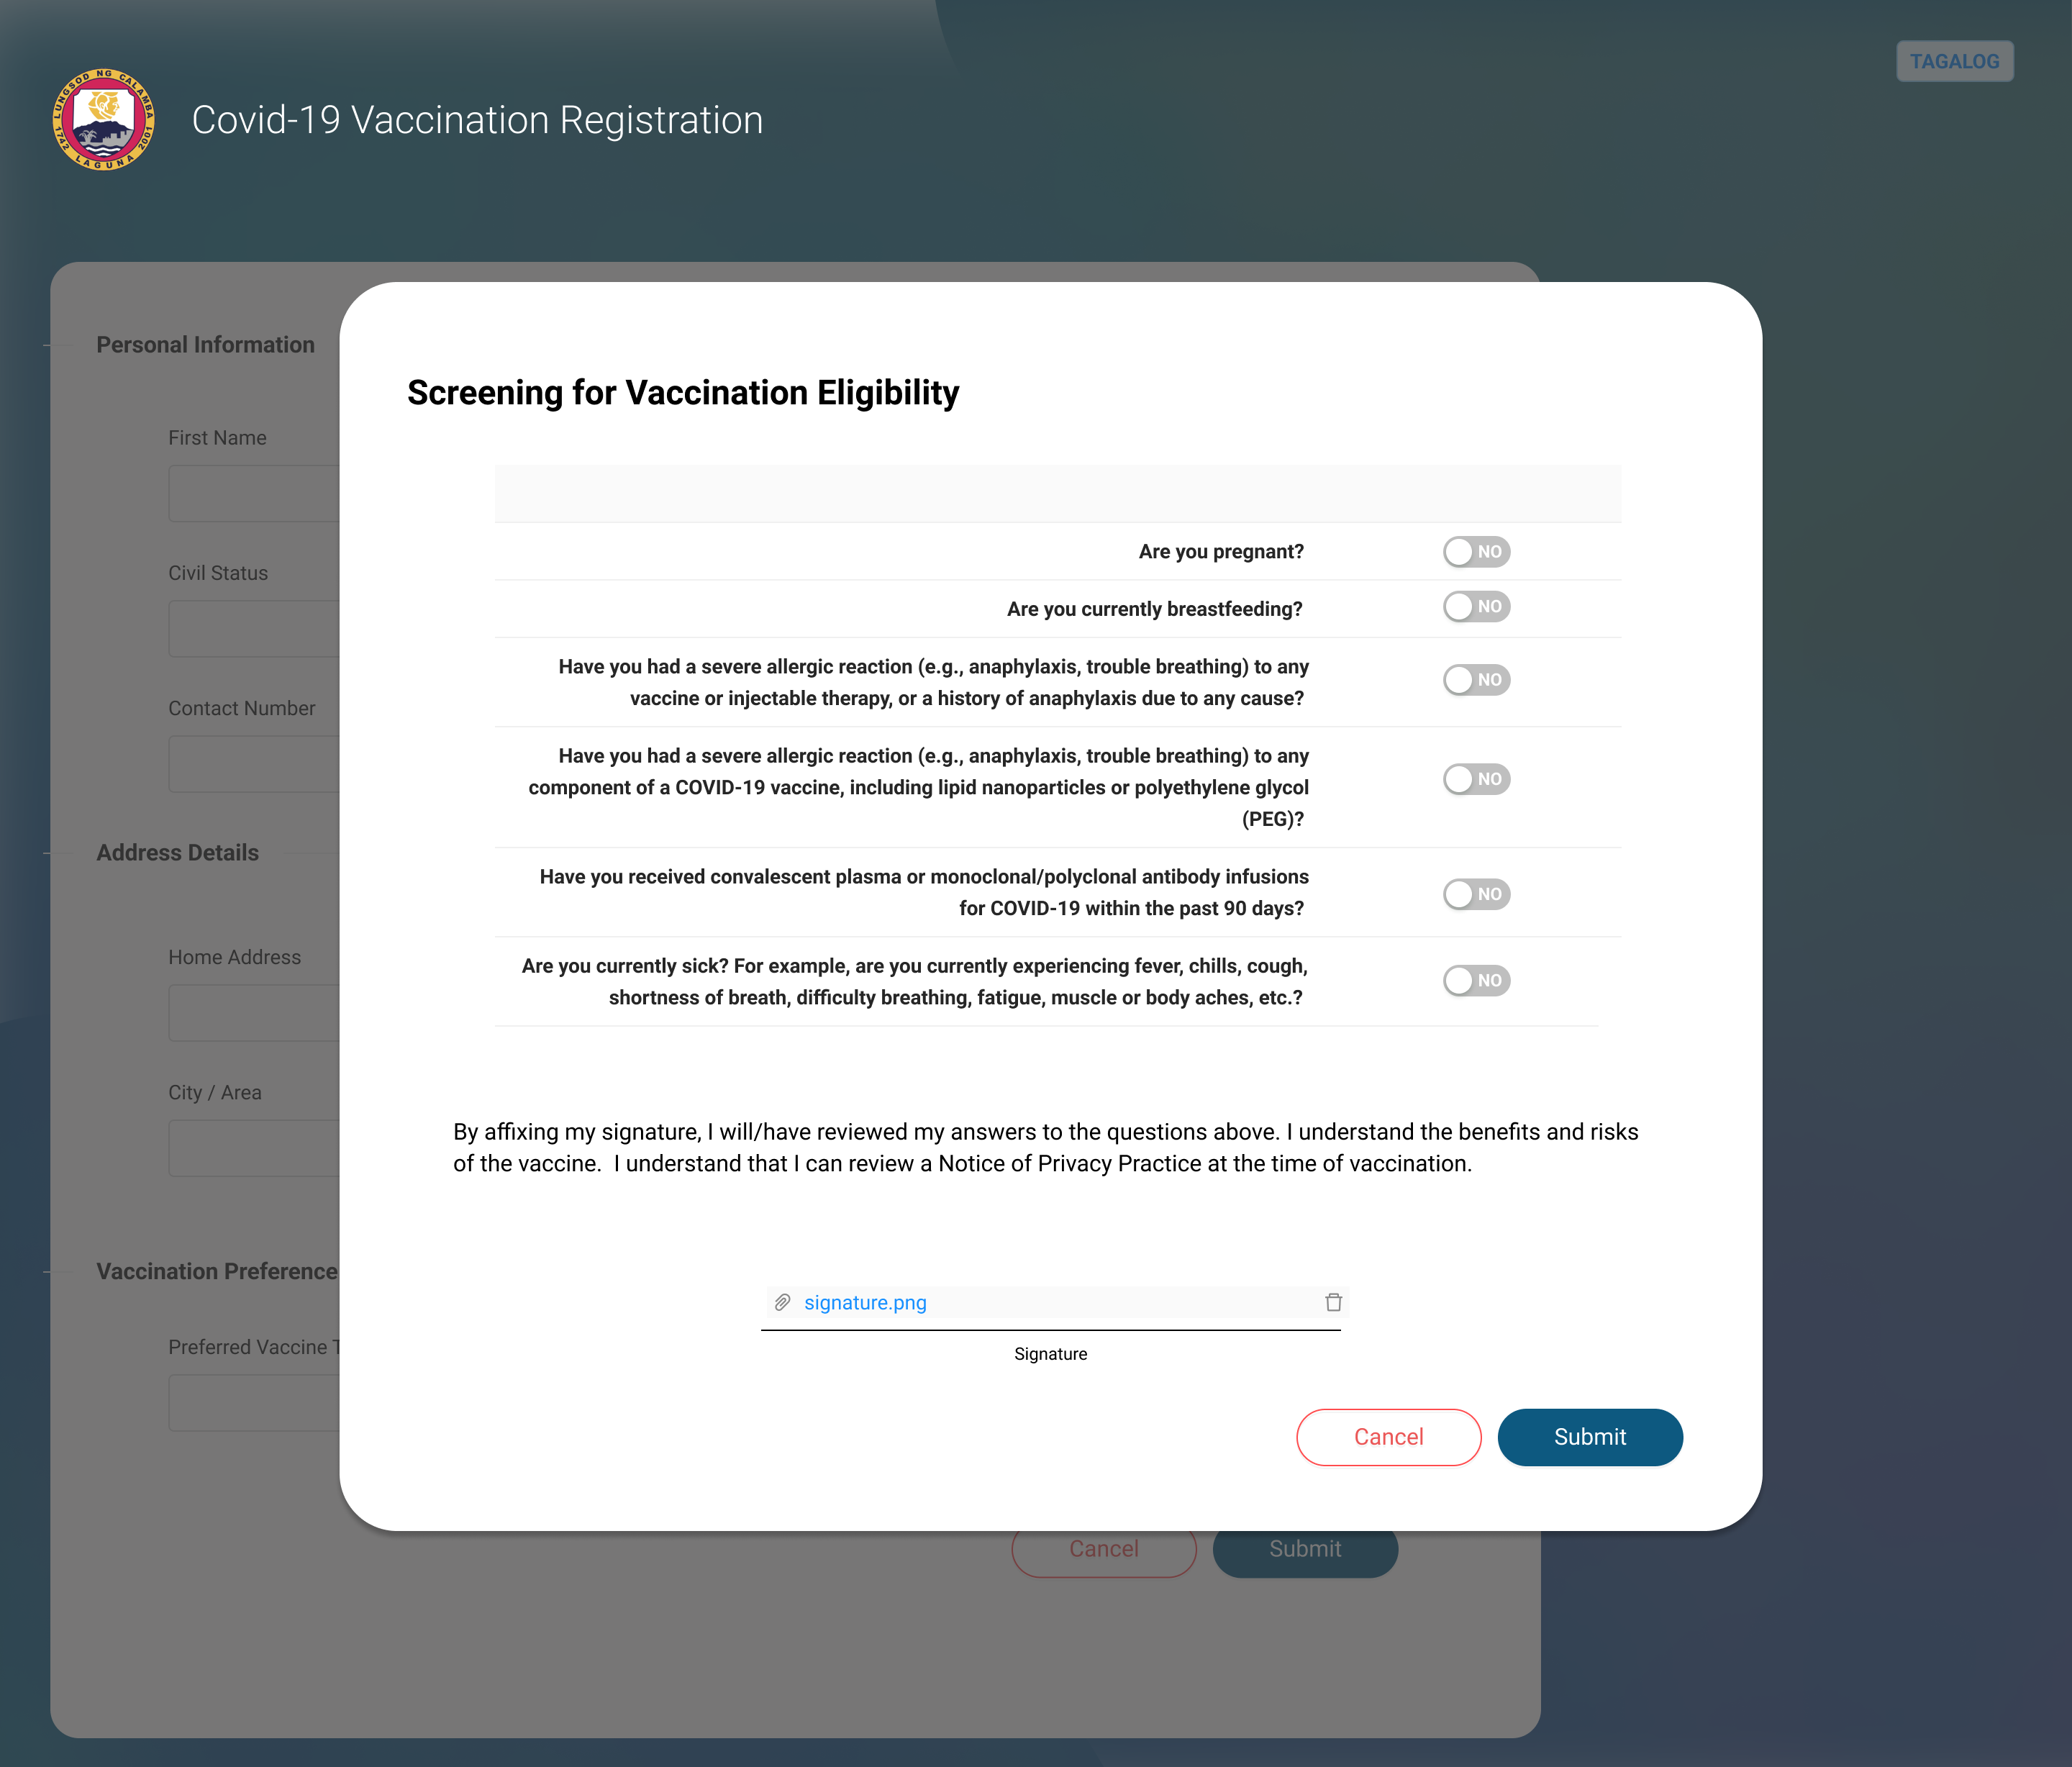 TAGALOG
LUNGSOD NG CALAMBA
1742 LAGUNA 2001
Covid-19 Vaccination Registration
Personal Information
First Name
Civil Status
Contact Number
Address Details
Home Address
City / Area
Vaccination Preference
Preferred Vaccine T
Screening for Vaccination Eligibility
Are you pregnant?
NO
Are you currently breastfeeding?
NO
Have you had a severe allergic reaction (e.g., anaphylaxis, trouble breathing) to any
vaccine or injectable therapy, or a history of anaphylaxis due to any cause?
NO
Have you had a severe allergic reaction (e.g., anaphylaxis, trouble breathing) to any
component of a COVID-19 vaccine, including lipid nanoparticles or polyethylene glycol
(PEG)?
NO
Have you received convalescent plasma or monoclonal/polyclonal antibody infusions
for COVID-19 within the past 90 days?
NO
Are you currently sick? For example, are you currently experiencing fever, chills, cough,
shortness of breath, difficulty breathing, fatigue, muscle or body aches, etc.?
NO
By affixing my signature, I will/have reviewed my answers to the questions above. I understand the benefits and risks
of the vaccine.  I understand that I can review a Notice of Privacy Practice at the time of vaccination.
signature.png
Signature
Cancel
Submit
Cancel
Submit